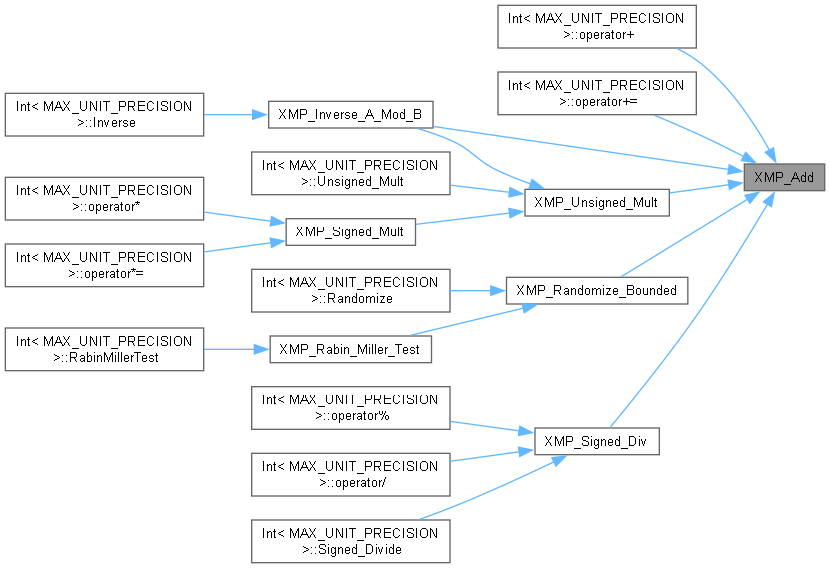 Int< MAX_UNIT_PRECISION
>::operator+
Int< MAX_UNIT_PRECISION
>::operator+=
Int< MAX_UNIT_PRECISION
>::Inverse
XMP_Inverse_A_Mod_B
Int< MAX_UNIT_PRECISION
>::Unsigned_Mult
XMP_Add
Int< MAX_UNIT_PRECISION
>::operator*
XMP_Unsigned_Mult
XMP_Signed_Mult
Int< MAX_UNIT_PRECISION
>::operator*=
Int< MAX_UNIT_PRECISION
>::Randomize
XMP_Randomize_Bounded
Int< MAX_UNIT_PRECISION
>::RabinMillerTest
XMP_Rabin_Miller_Test
Int< MAX_UNIT_PRECISION
>::operator%
XMP_Signed_Div
Int< MAX_UNIT_PRECISION
>::operator/
Int< MAX_UNIT_PRECISION
>::Signed_Divide